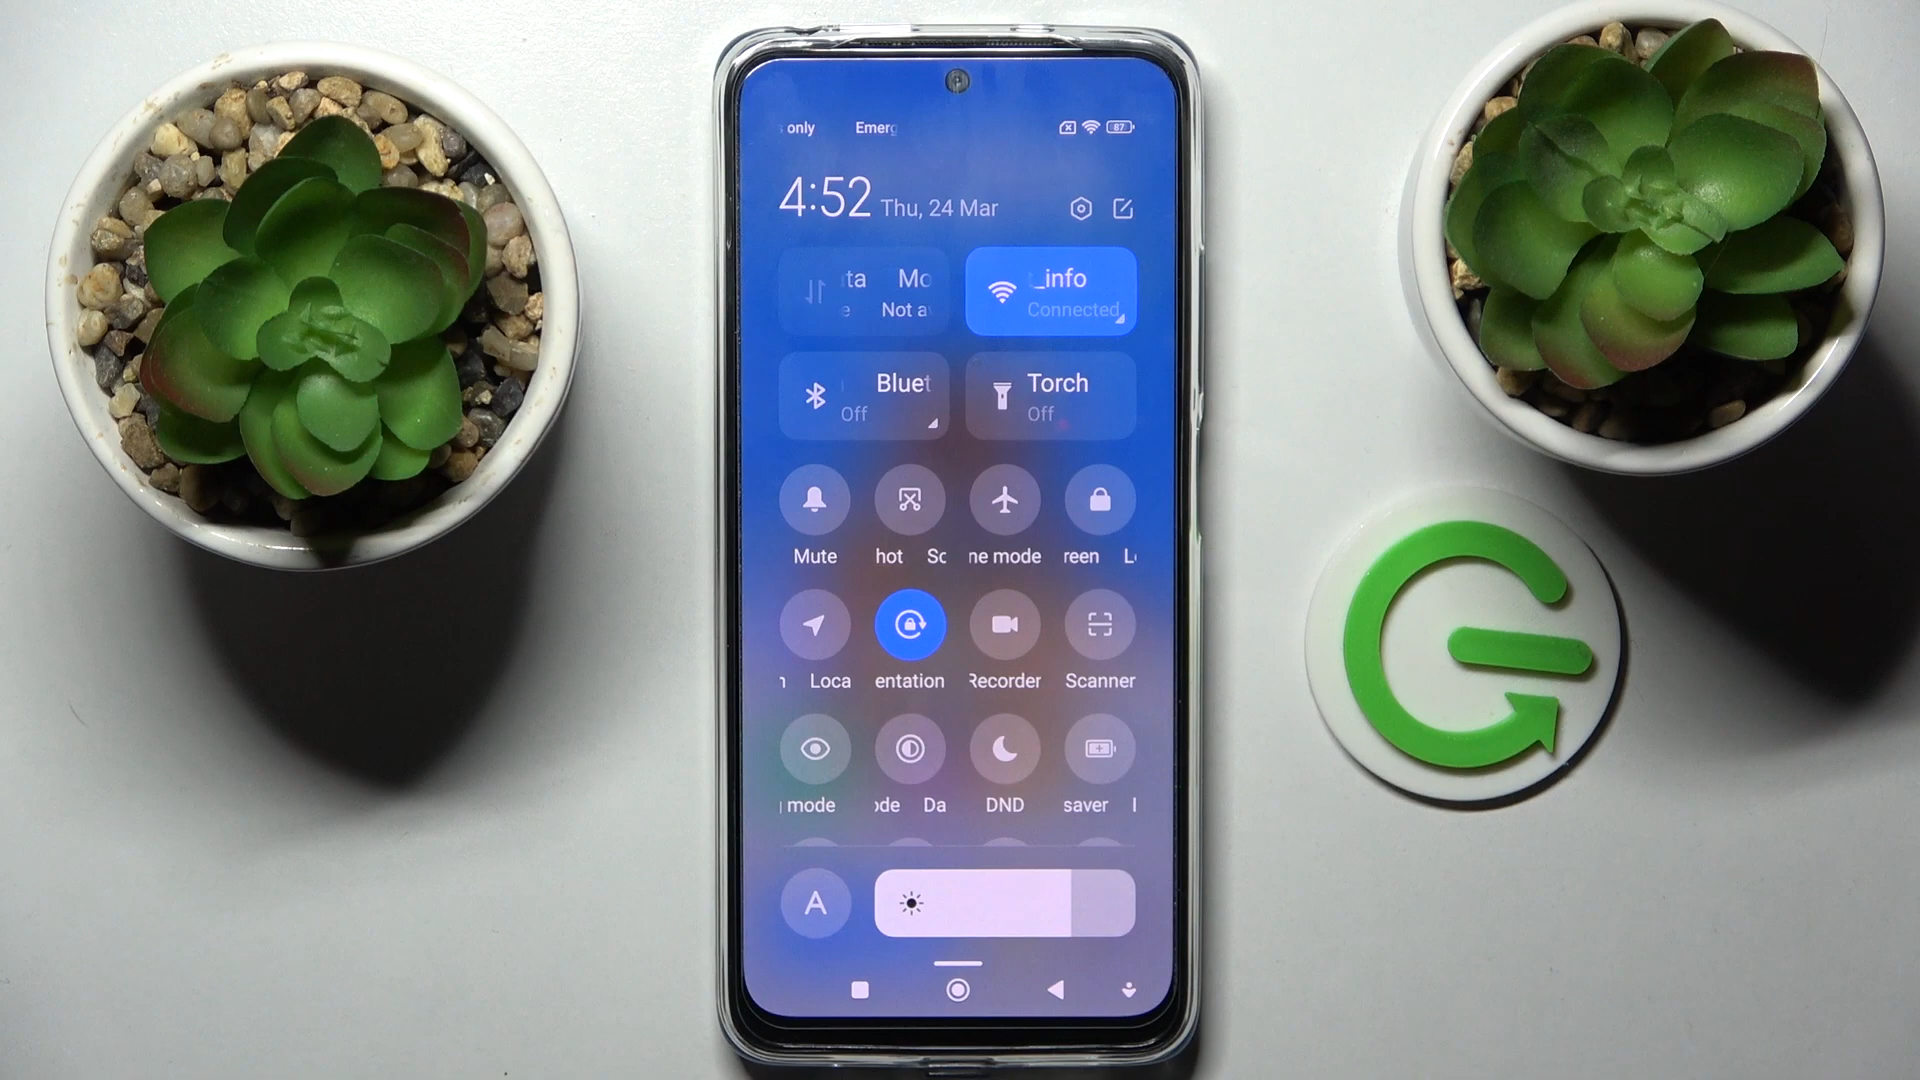 only Emerg 87
4:52 Thu, 24 Mar
ta Mo
Not a
_info
Connected
Bluet
Off
Torch
Off
Mute hot Sc ne mode reen L
Loca entation Recorder Scanner
mode de Da DND saver
A